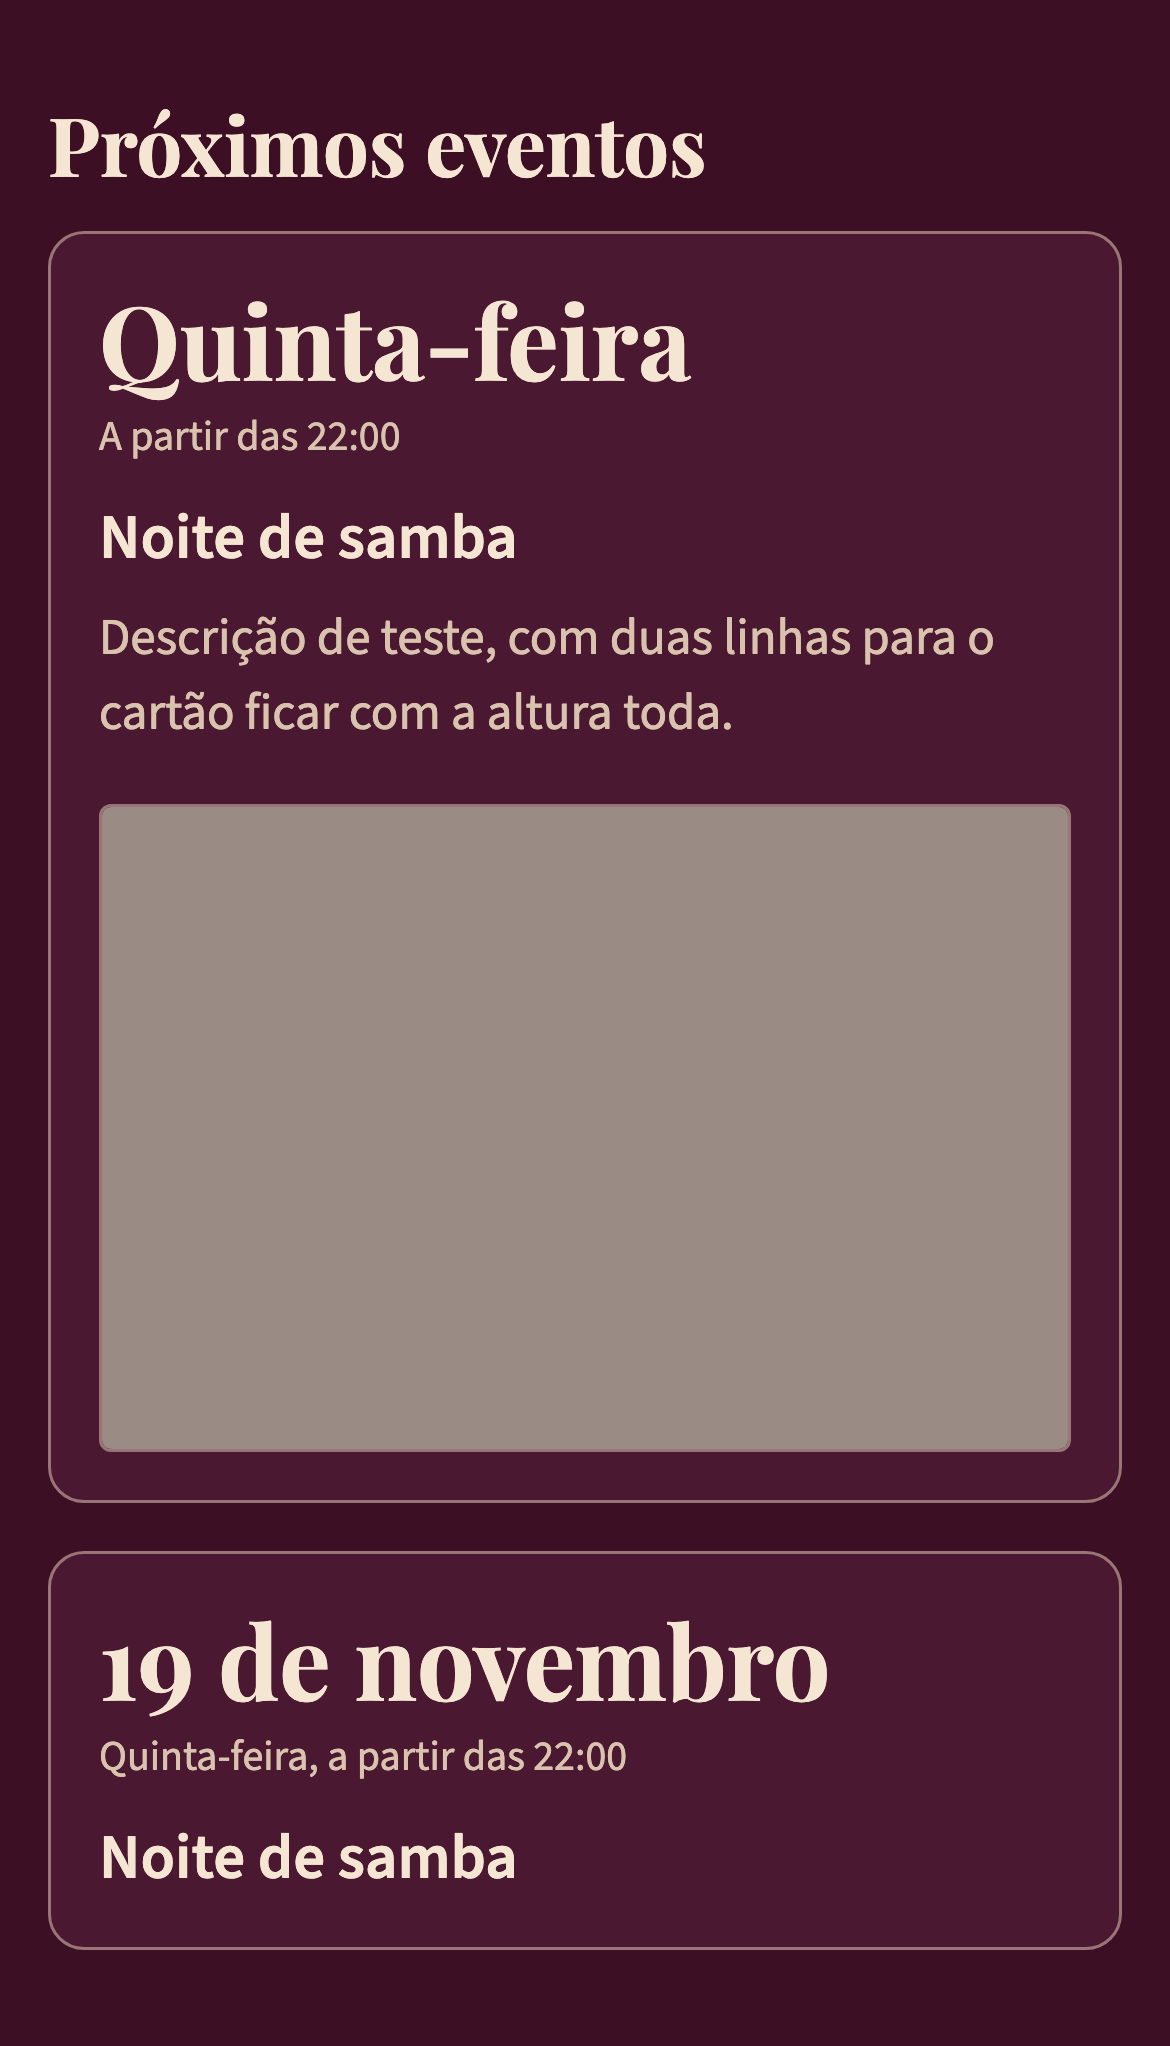 Próximos eventos
Quinta-feira
A partir das 22:00
Noite de samba
Descrição de teste, com duas linhas para o
cartão ficar com a altura toda.
19 de novembro
Quinta-feira, a partir das 22:00
Noite de samba